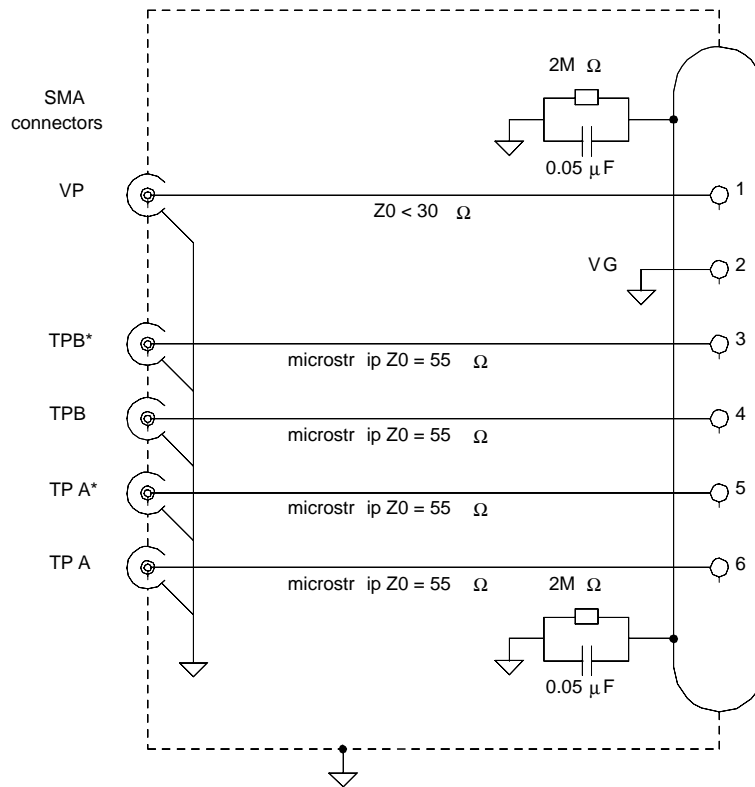 2M Ω
SMA
connectors
0.05 μF
VP
1
Z0 < 30 Ω
VG
2
TPB*
3
microstr ip Z0 = 55 Ω
TPB
4
microstr ip Z0 = 55 Ω
TP A*
5
microstr ip Z0 = 55 Ω
TP A
6
microstr ip Z0 = 55 Ω
2M Ω
0.05 μF